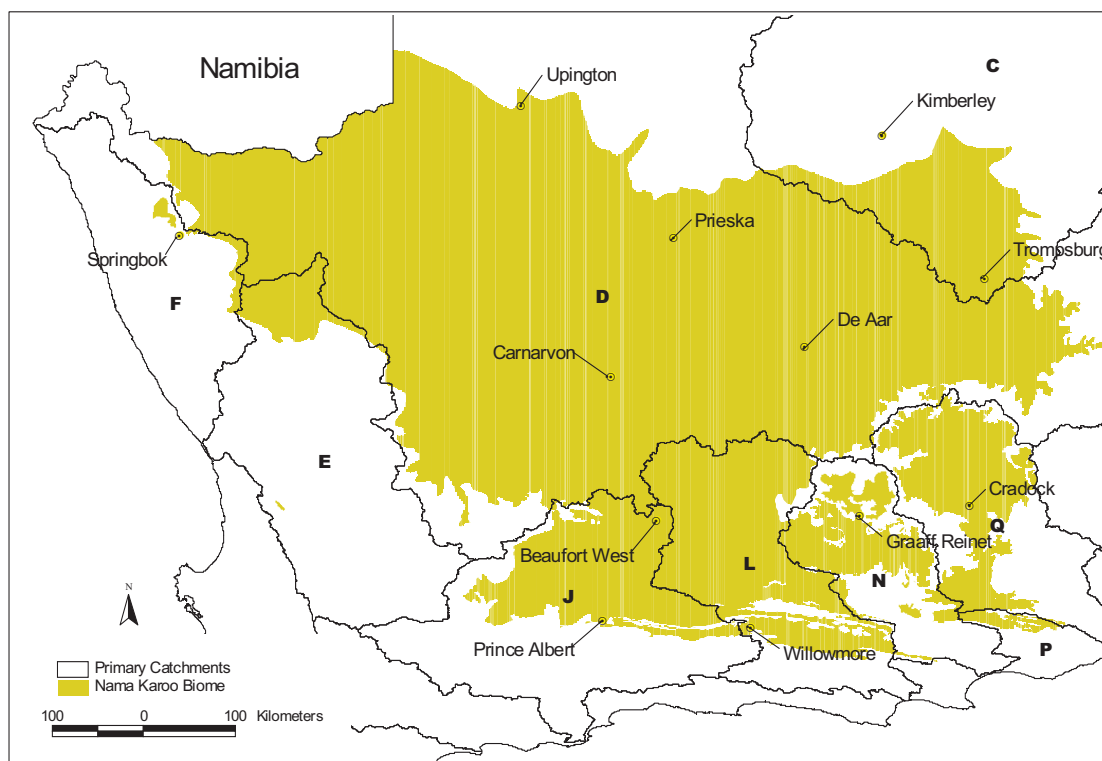 Namibia
C
Upington
Kimberley
Prieska
Springbok
Trompsburg
F
D
De Aar
Carnarvon
E
Cradock
Q
Graaff Reinet
Beaufort West
L
N
J
Prince Albert
Willowmore
P
N
Primary Catchments
Nama Karoo Biome
100 0 100 Kilometers